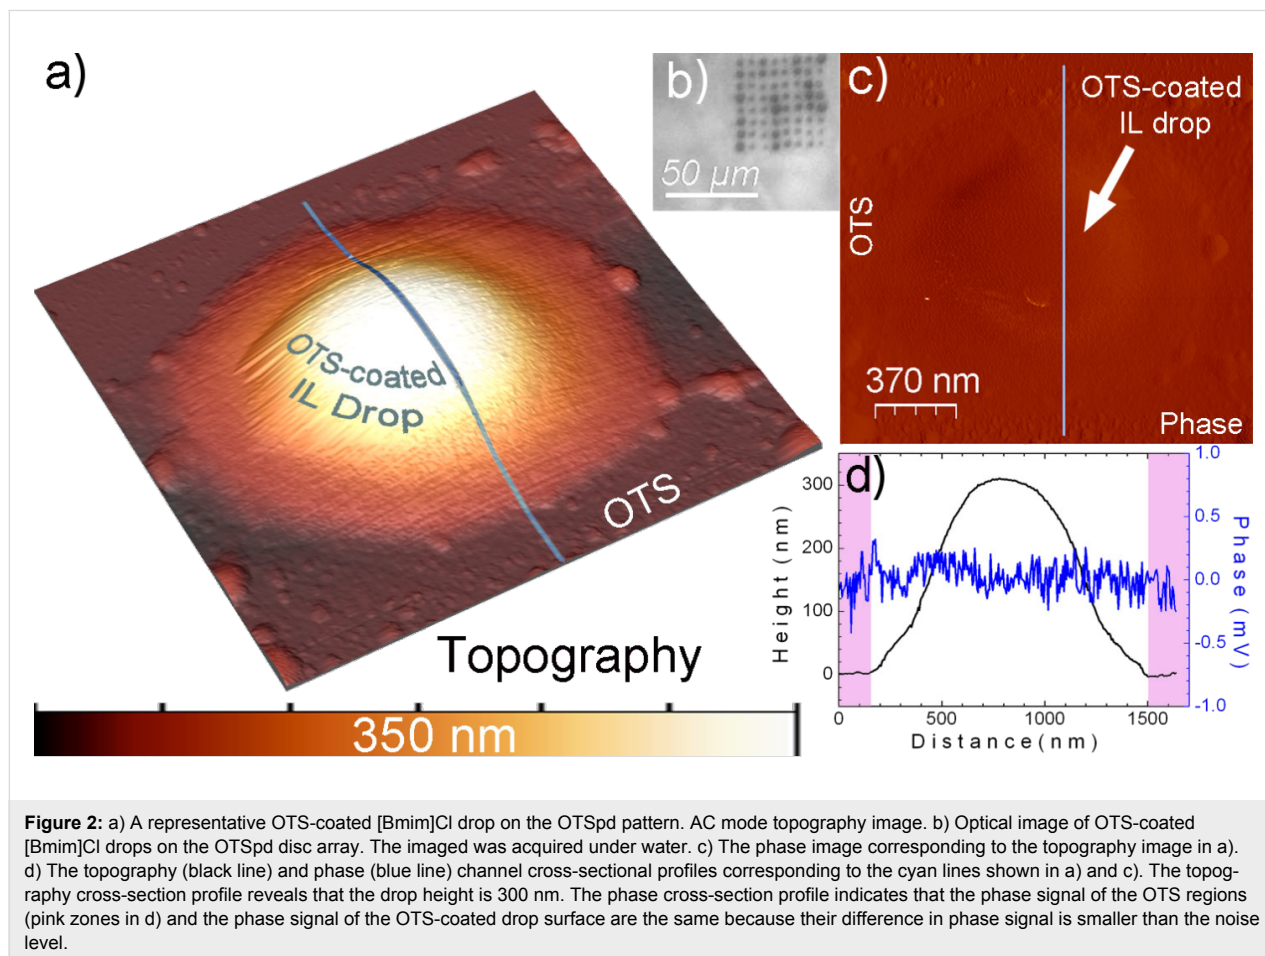 a)
OTS-coated
IL Drop
OTS
Topography
350 nm
b)
50 µm
c)
OTS-coated
IL drop
OTS
370 nm
Phase
d)
Height (nm)
300
200
100
0
1.0
0.5
0.0
-0.5
-1.0
Phase (mV)
0 500 1000 1500
Distance(nm)
Figure 2: a) A representative OTS-coated [Bmim]Cl drop on the OTSpd pattern. AC mode topography image. b) Optical image of OTS-coated
[Bmim]Cl drops on the OTSpd disc array. The imaged was acquired under water. c) The phase image corresponding to the topography image in a).
d) The topography (black line) and phase (blue line) channel cross-sectional profiles corresponding to the cyan lines shown in a) and c). The topog-
raphy cross-section profile reveals that the drop height is 300 nm. The phase cross-section profile indicates that the phase signal of the OTS regions
(pink zones in d) and the phase signal of the OTS-coated drop surface are the same because their difference in phase signal is smaller than the noise
level.